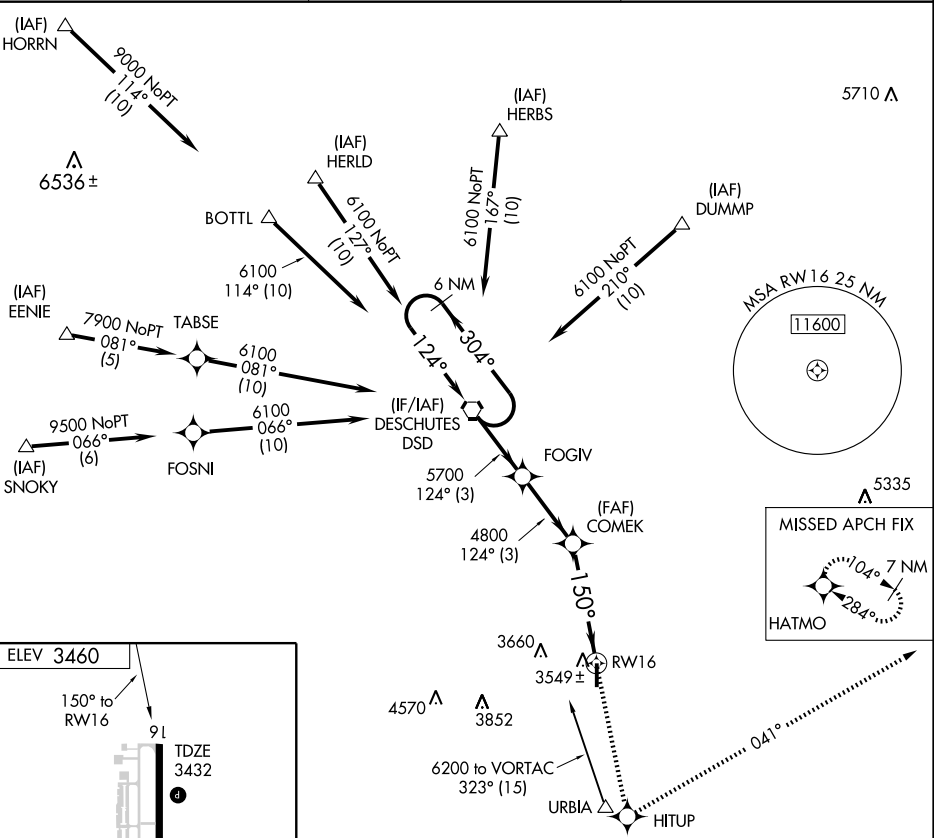 (IAF)
HORRN
9000 NoPT
114°
(10)
6536 ±
(IAF)
HERLD
6100 NoPT
127°
(10)
(IAF)
HERBS
6100 NoPT
167°
(10)
5710
(IAF)
DUMMP
6100 NoPT
210°
(10)
BOTTL
6100
114° (10)
6 NM
304°
124°
MSA RW16 25 NM
11600
(IAF)
EENIE
7900 NoPT
081°
(5)
TABSE
6100
081°
(10)
(IF/IAF)
DESCHUTES
DSD
9500 NoPT
066°
(6)
(IAF)
SNOKY
FOSNI
6100
066°
(10)
5700
124° (3)
FOGIV
4800
124° (3)
(FAF)
COMEK
150°
5335
MISSED APCH FIX
104°
7 NM
284°
HATMO
3660
3549 ±
RW16
4570
3852
6200 to VORTAC
323° (15)
URBIA
HITUP
041°
ELEV 3460
150° to
RW16
16
TDZE
3432
P